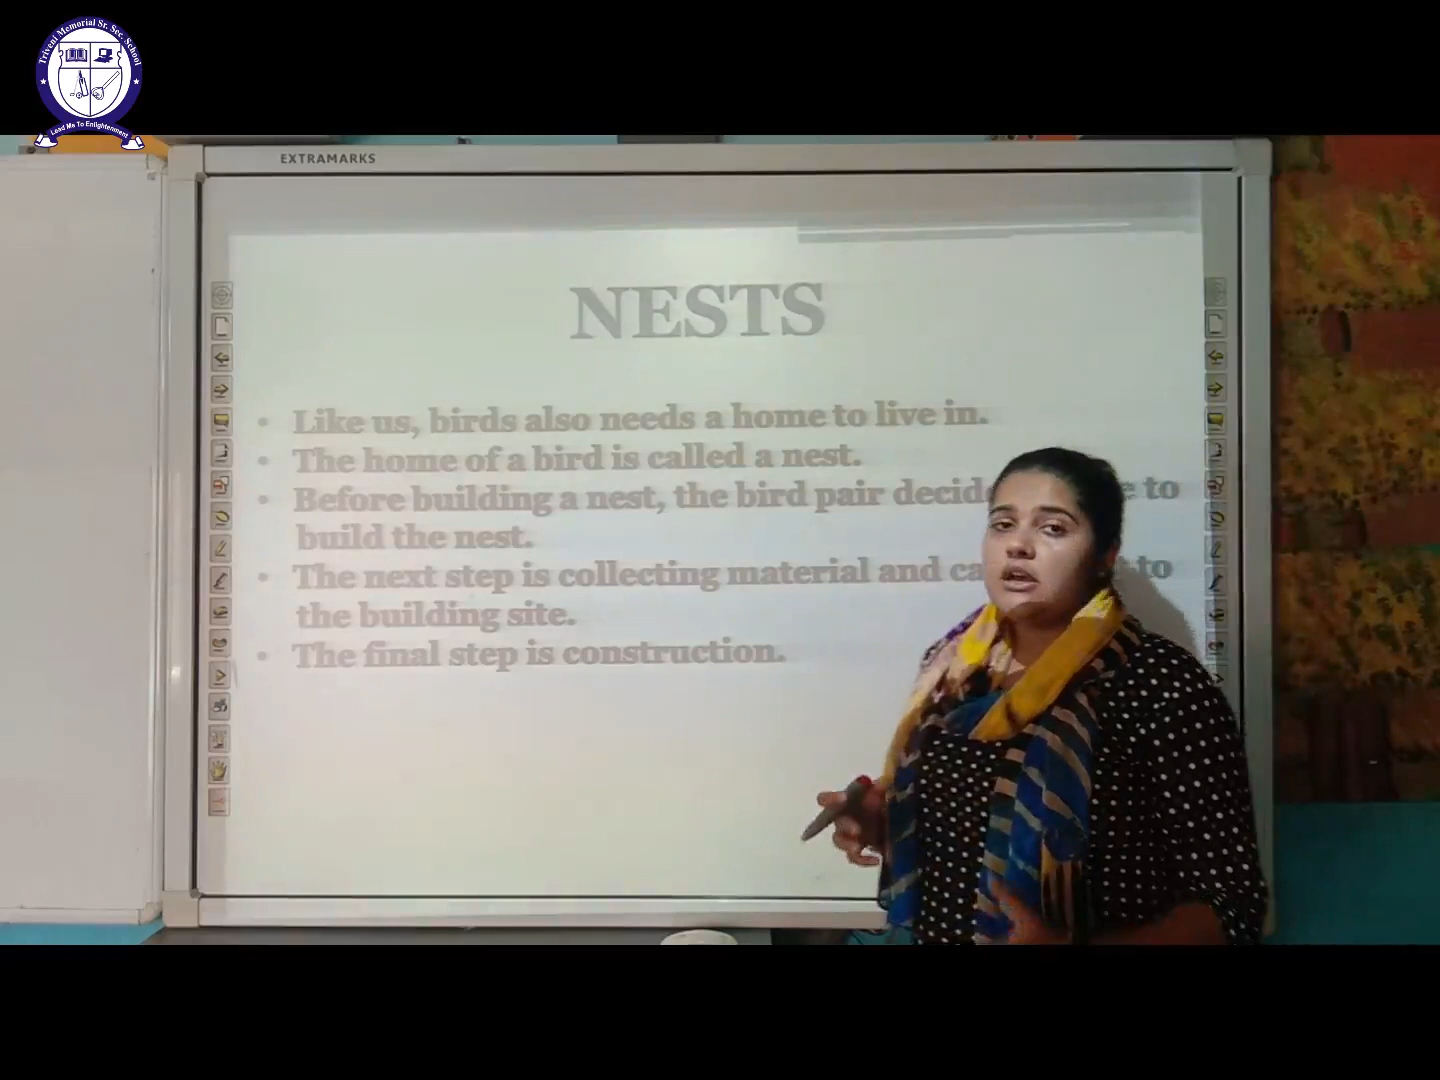 Triveni Memorial Sr. Sec. School
Lead Me To Enlightenment
EXTRAMARKS
NESTS
• Like us, birds also needs a home to live in.
• The home of a bird is called a nest.
• Before building a nest, the bird pair to
build the nest.
• The next step is collecting material and to
the building site.
• The final step is construction.